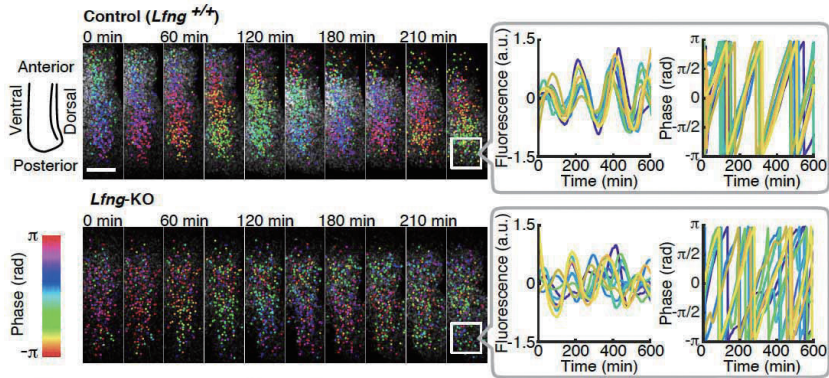 Control (Lfng +/+)
0 min 60 min 120 min 180 min 210 min
Anterior
Ventral
Dorsal
Posterior
Fluorescence (a.u.)
1.5
0
-1.5
0 200 400 600
Time (min)
Phase (rad)
π
π/2
0
-π/2
-π
0 200 400 600
Time (min)
Lfng-KO
0 min 60 min 120 min 180 min 210 min
Phase (rad)
π
-π
Fluorescence (a.u.)
1.5
0
-1.5
0 200 400 600
Time (min)
Phase (rad)
π
π/2
0
-π/2
-π
0 200 400 600
Time (min)